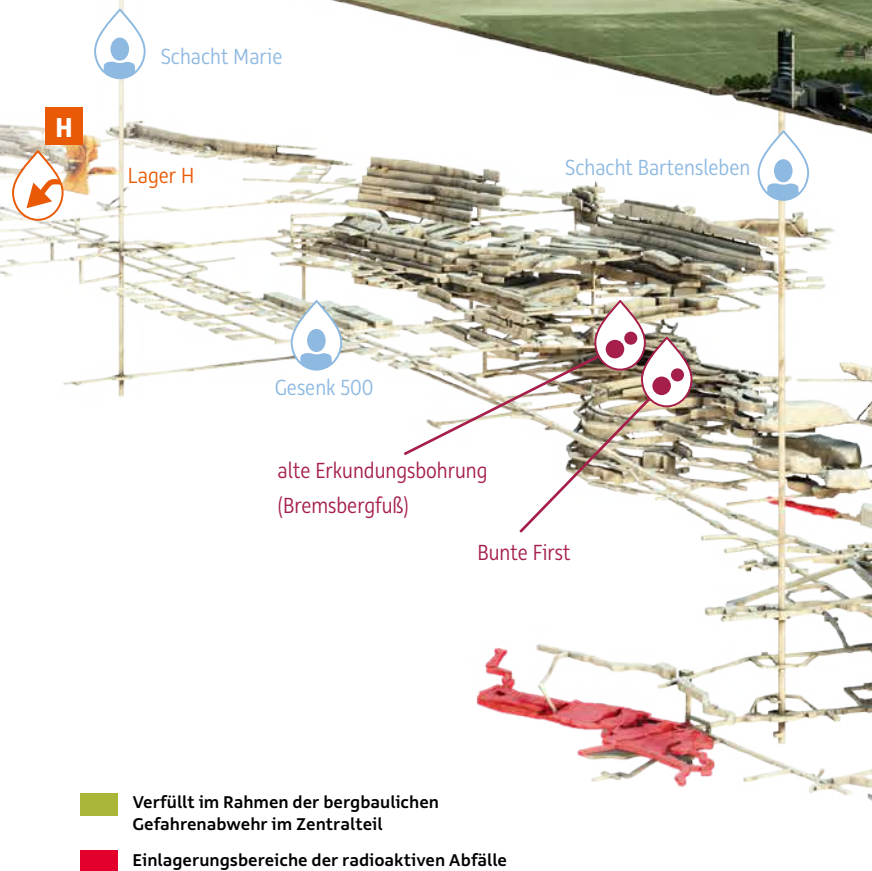 Schacht Marie
H
Lager H
Schacht Bartensleben
Gesenk 500
alte Erkundungsbohrung
(Bremsbergfuß)
Bunte First
Verfüllt im Rahmen der bergbaulichen
Gefahrenabwehr im Zentralteil
Einlagerungsbereiche der radioaktiven Abfälle